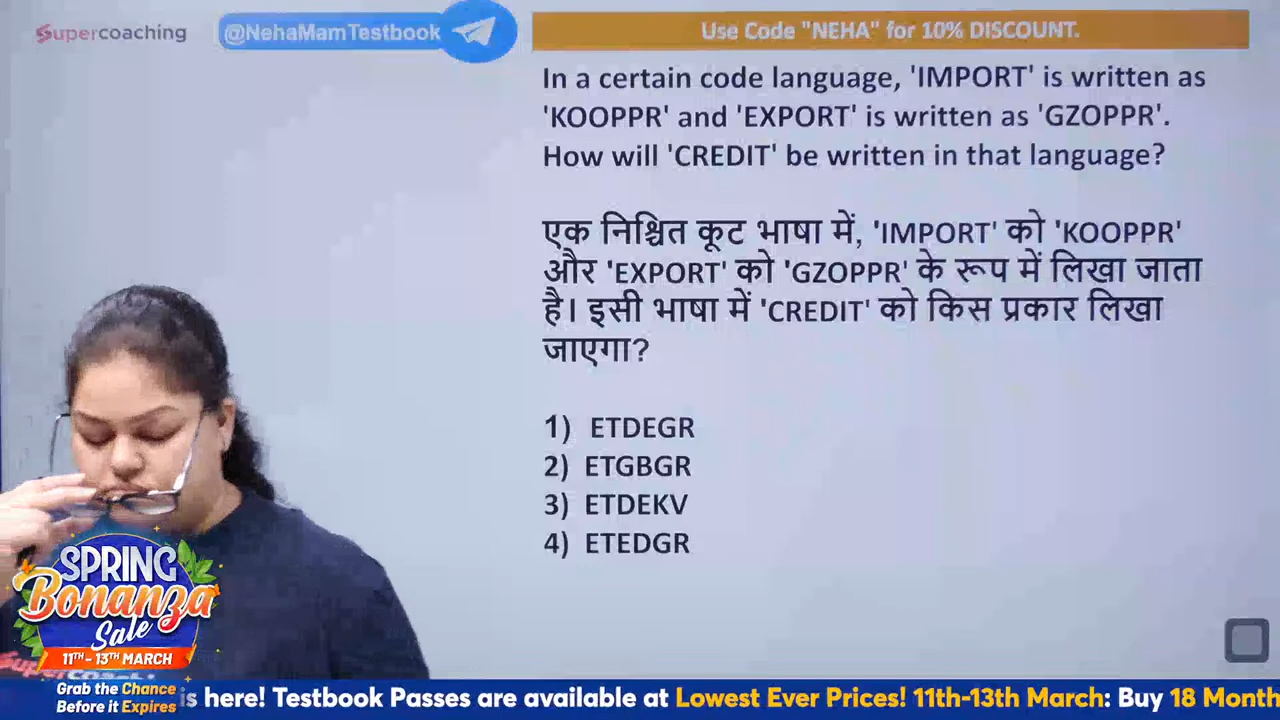 Supercoaching
@NehaMamTestbook
Use Code "NEHA" for 10% DISCOUNT.
In a certain code language, 'IMPORT' is written as
'KOOPPR' and 'EXPORT' is written as 'GZOPPR'.
How will 'CREDIT' be written in that language?
एक निश्चित कूट भाषा में, 'IMPORT' को 'KOOPPR'
और 'EXPORT' को 'GZOPPR' के रूप में लिखा जाता
है। इसी भाषा में 'CREDIT' को किस प्रकार लिखा
जाएगा?
1) ETDEGR
2) ETGBGR
3) ETDEKV
4) ETEDGR
SPRING
Bonanza
Sale
11TH - 13TH MARCH
Grab the Chance
Before it Expires
is here! Testbook Passes are available at Lowest Ever Prices! 11th-13th March: Buy 18 Month